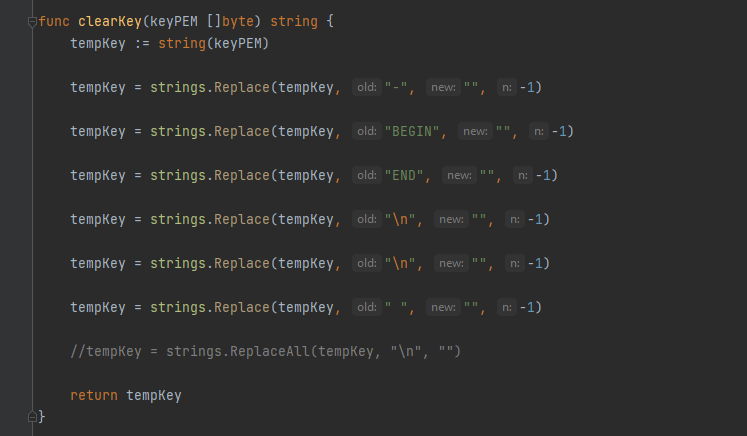 func clearKey(keyPEM []byte) string {
tempKey := string(keyPEM)
tempKey = strings.Replace(tempKey, old: "-", new: "", n: -1)
tempKey = strings.Replace(tempKey, old: "BEGIN", new: "", n: -1)
tempKey = strings.Replace(tempKey, old: "END", new: "", n: -1)
tempKey = strings.Replace(tempKey, old: "\n", new: "", n: -1)
tempKey = strings.Replace(tempKey, old: "\n", new: "", n: -1)
tempKey = strings.Replace(tempKey, old: " ", new: "", n: -1)
//tempKey = strings.ReplaceAll(tempKey, "\n", "")
return tempKey
}